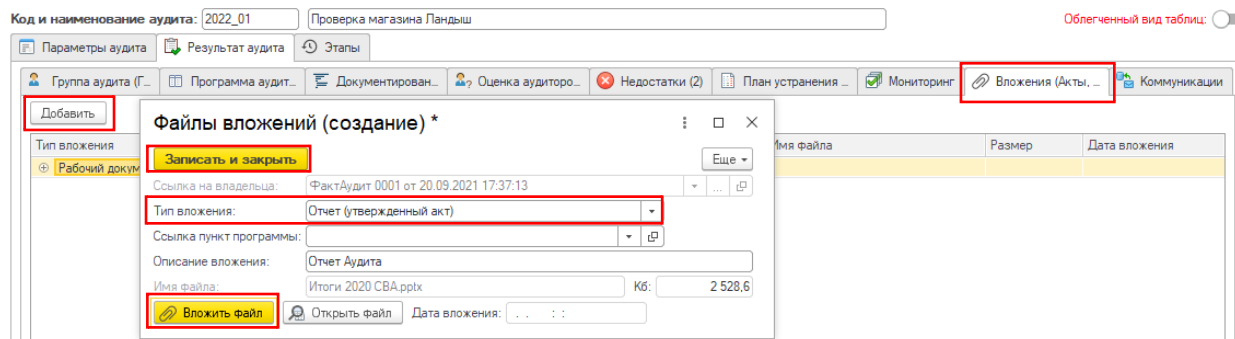 Код и наименование аудита: 2022_01 Проверка магазина Ландыш Облегченный вид таблиц:
Параметры аудита Результат аудита Этапы
Группа аудита (Г... Программа аудит... Документирован... Оценка аудиторо... Недостатки (2) План устранения ... Мониторинг Вложения (Акты, ... Коммуникации
Добавить
Файлы вложений (создание) *
Тип вложения Имя файла Размер Дата вложения
Записать и закрыть Еще
Рабочий докум
Ссылка на владельца: ФактАудит 0001 от 20.09.2021 17:37:13 ...
Тип вложения: Отчет (утвержденный акт)
Ссылка пункт программы:
Описание вложения: Отчет Аудита
Имя файла: Итоги 2020 СВА.pptx Кб: 2 528,6
Вложить файл Открыть файл Дата вложения: . . : :